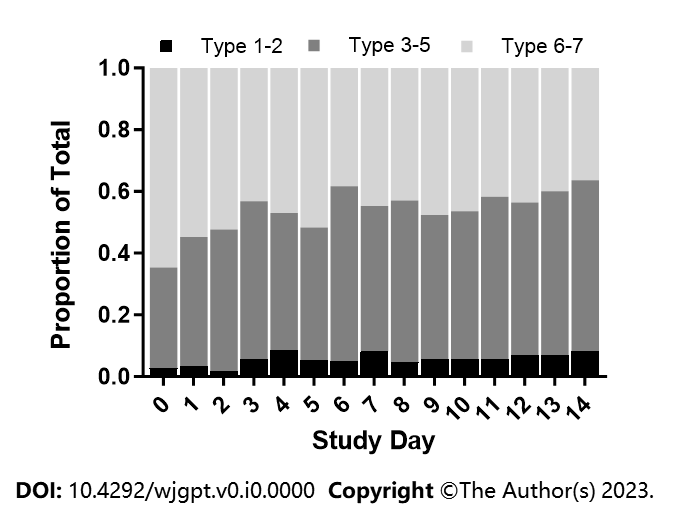 Type 1-2 Type 3-5 Type 6-7
1.0
0.8
0.6
0.4
0.2
0.0
Proportion of Total
0 1 2 3 4 5 6 7 8 9 10 11 12 13 14
Study Day
DOI: 10.4292/wjgpt.v0.i0.0000 Copyright ©The Author(s) 2023.